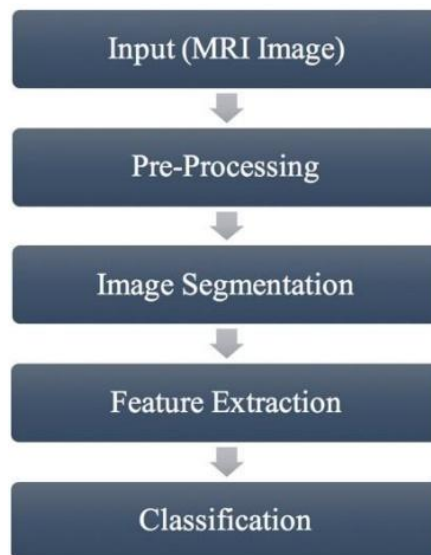 Input (MRI Image)
Pre-Processing
Image Segmentation
Feature Extraction
Classification